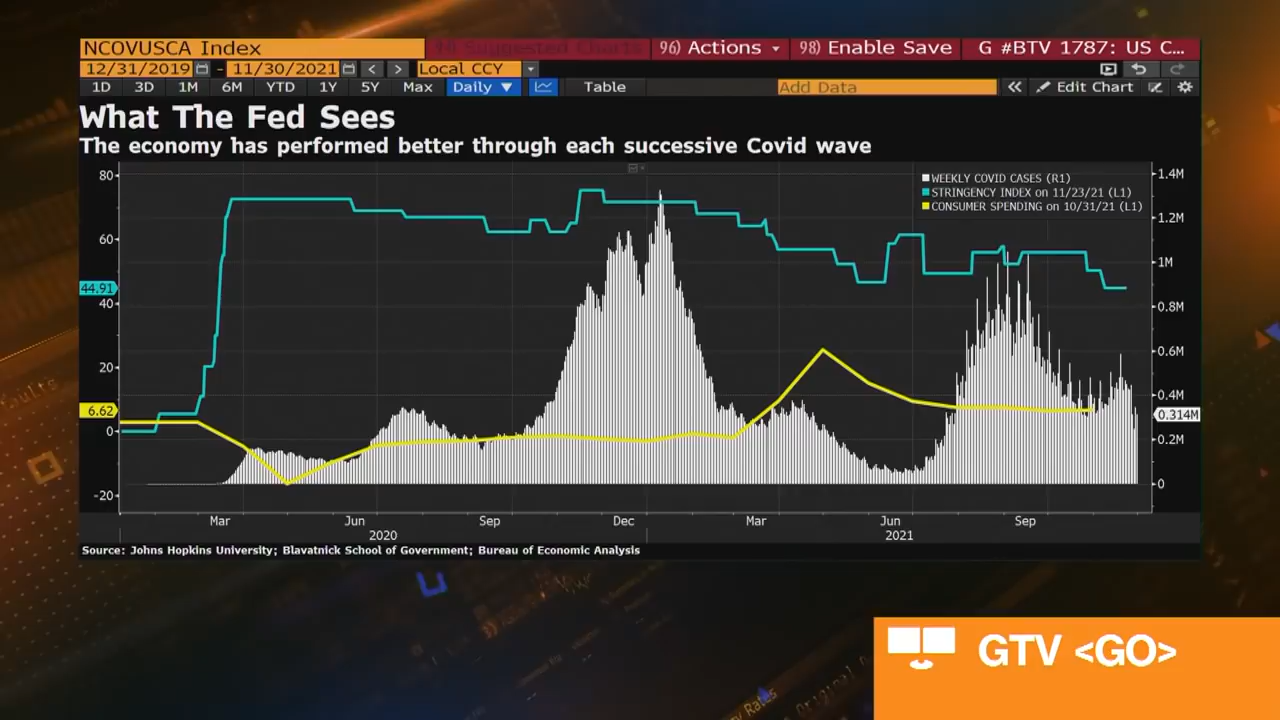 NCOVUSCA Index
96) Actions
98) Enable Save
G #BTV 1787: US C...
12/31/2019 - 11/30/2021 < > Local CCY
1D 3D 1M 6M YTD 1Y 5Y Max Daily ▼ Table Add Data « Edit Chart
What The Fed Sees
The economy has performed better through each successive Covid wave
WEEKLY COVID CASES (R1)
STRINGENCY INDEX on 11/23/21 (L1)
CONSUMER SPENDING on 10/31/21 (L1)
80
60
44.91
40
20
6.62
0
-20
1.4M
1.2M
1M
0.8M
0.6M
0.4M
0.314M
0.2M
0
Mar Jun Sep Dec Mar Jun Sep
2020 2021
Source: Johns Hopkins University; Blavatnick School of Government; Bureau of Economic Analysis
GTV <GO>